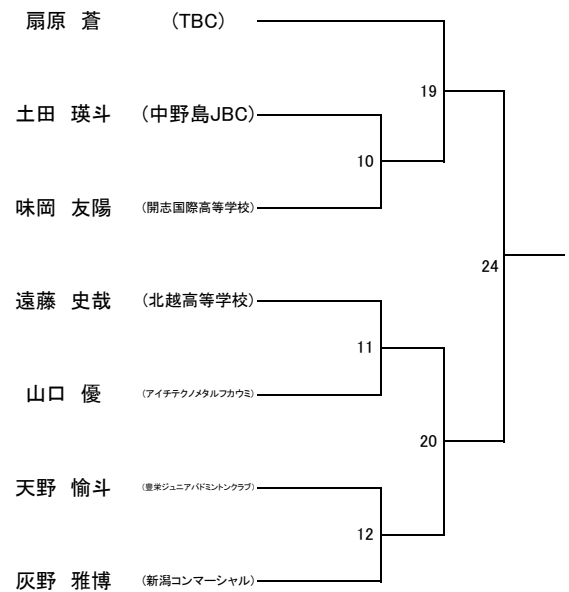 扇原　蒼　(TBC)
19
土田　瑛斗　(中野島JBC)
10
味岡　友陽　(開志国際高等学校)
24
遠藤　史哉　(北越高等学校)
11
山口　優　(アイチテクノメタルフカウミ)
20
天野　愉斗　(豊栄ジュニアバドミントンクラブ)
12
灰野　雅博　(新潟コンマーシャル)